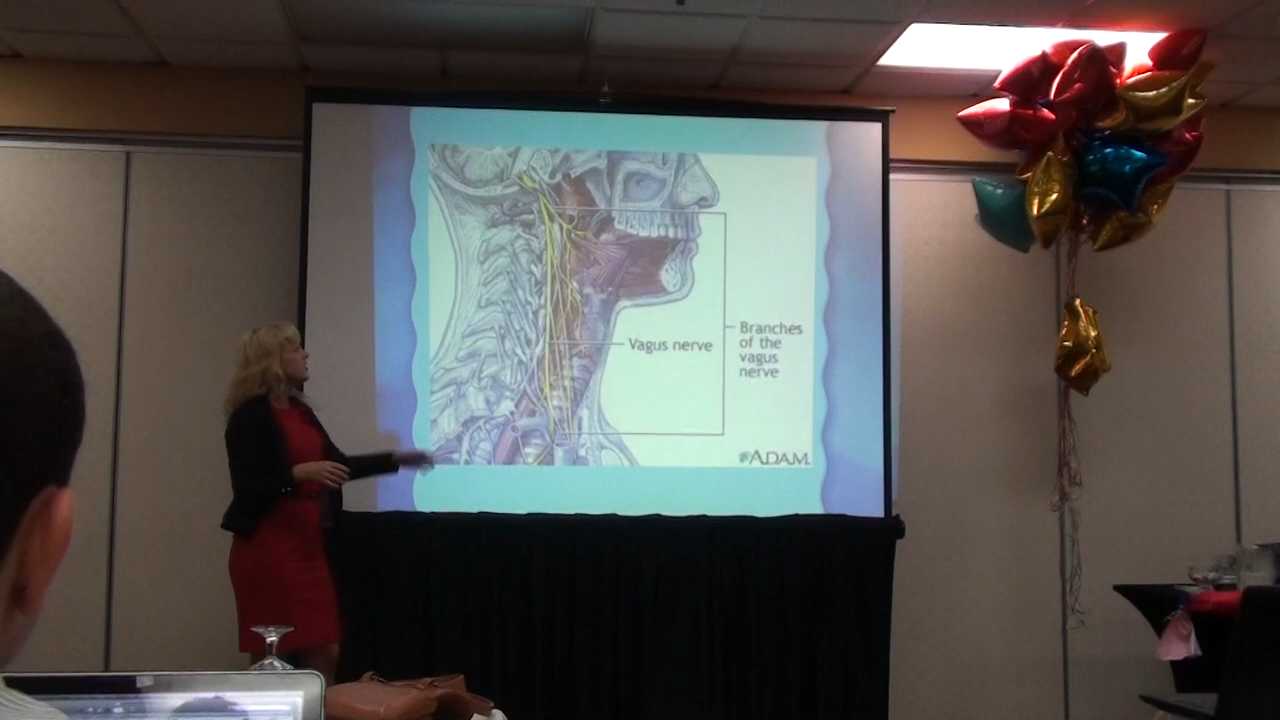 Vagus nerve
Branches
of the
vagus
nerve
ADAM.